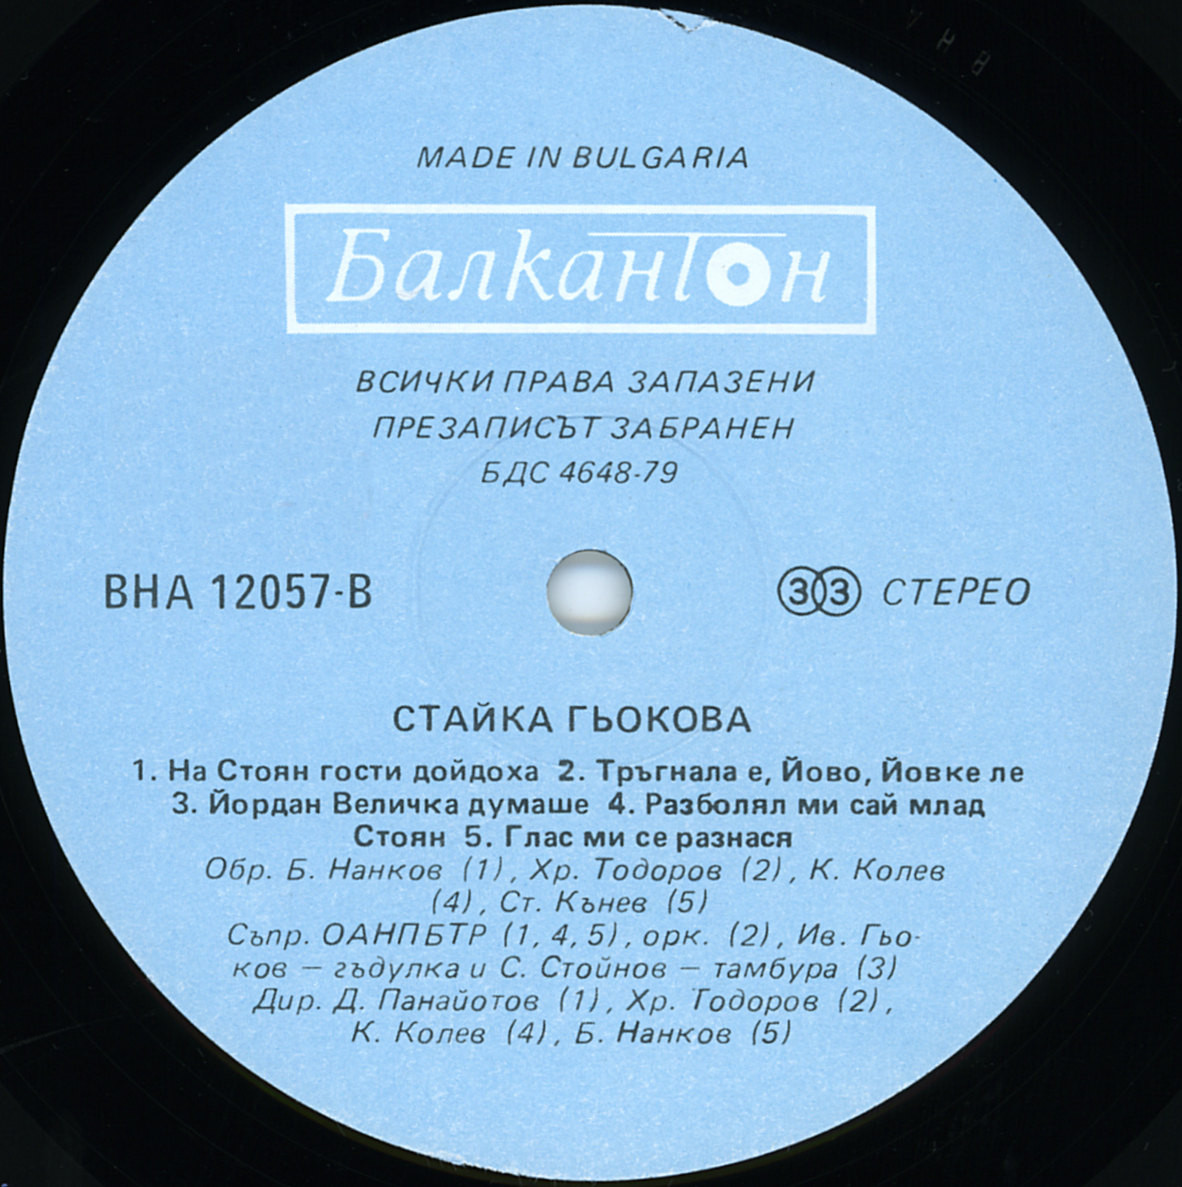 MADE IN BULGARIA
Балкантон
ВСИЧКИ ПРАВА ЗАПАЗЕНИ
ПРЕЗАПИСЪТ ЗАБРАНЕН
БДС 4648-79
ВНА 12057-В
33 СТЕРЕО
СТАЙКА ГЬОКОВА
1. На Стоян гости дойдоха 2. Тръгнала е, Йово, Йовке ле
3. Йордан Величка думаше 4. Разболял ми сай млад
Стоян 5. Глас ми се разнася
Обр. Б. Нанков (1), Хр. Тодоров (2), К. Колев
(4), Ст. Кънев (5)
Съпр. ОАНПБТР (1, 4, 5), орк. (2), Ив. Гьо-
ков — гъдулка и С. Стойнов — тамбура (3)
Дир. Д. Панайотов (1), Хр. Тодоров (2),
К. Колев (4), Б. Нанков (5)